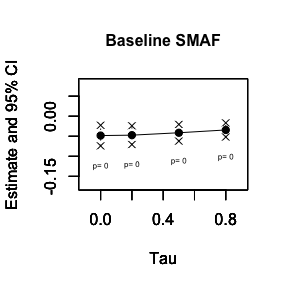 Baseline SMAF
Estimate and 95% CI
0.00
-0.15
p= 0
p= 0
p= 0
p= 0
0.0
0.4
0.8
Tau